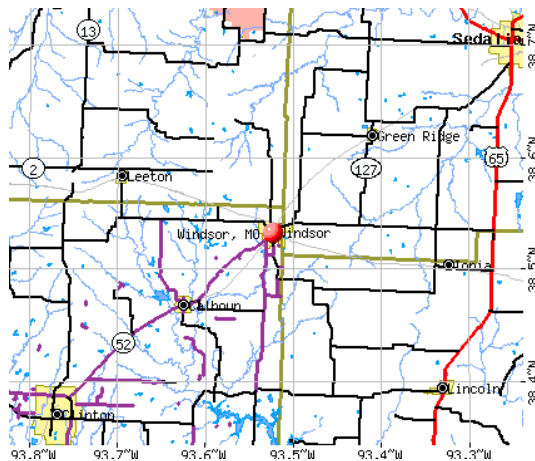 13
Sedalia
38.7°N
Green Ridge
65
38.6°N
2
Leeton
127
Windsor, MO
Windsor
Ionia
38.5°N
Calhoun
52
Lincoln
38.4°N
Clinton
93.8°W 93.7°W 93.6°W 93.5°W 93.4°W 93.3°W